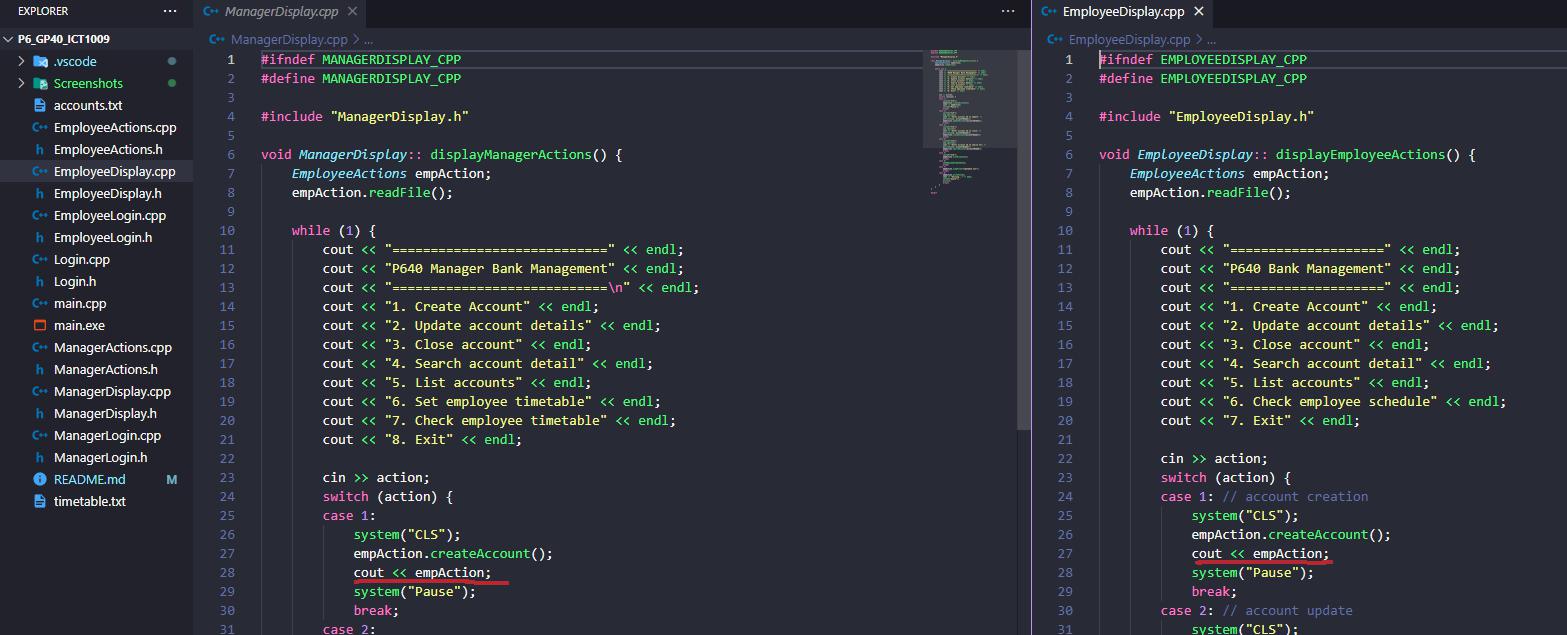 EXPLORER ...
P6_GP40_ICT1009
.vscode
Screenshots
accounts.txt
EmployeeActions.cpp
EmployeeActions.h
EmployeeDisplay.cpp
EmployeeDisplay.h
EmployeeLogin.cpp
EmployeeLogin.h
Login.cpp
Login.h
main.cpp
main.exe
ManagerActions.cpp
ManagerActions.h
ManagerDisplay.cpp
ManagerDisplay.h
ManagerLogin.cpp
ManagerLogin.h
README.md M
timetable.txt
ManagerDisplay.cpp
ManagerDisplay.cpp > ...
1 #ifndef MANAGERDISPLAY_CPP
2 #define MANAGERDISPLAY_CPP
3
4 #include "ManagerDisplay.h"
5
6 void ManagerDisplay:: displayManagerActions() {
7 EmployeeActions empAction;
8 empAction.readFile();
9
10 while (1) {
11 cout << "============================" << endl;
12 cout << "P640 Manager Bank Management" << endl;
13 cout << "============================\n" << endl;
14 cout << "1. Create Account" << endl;
15 cout << "2. Update account details" << endl;
16 cout << "3. Close account" << endl;
17 cout << "4. Search account detail" << endl;
18 cout << "5. List accounts" << endl;
19 cout << "6. Set employee timetable" << endl;
20 cout << "7. Check employee timetable" << endl;
21 cout << "8. Exit" << endl;
22
23 cin >> action;
24 switch (action) {
25 case 1:
26 system("CLS");
27 empAction.createAccount();
28 cout << empAction;
29 system("Pause");
30 break;
31 case 2:
EmployeeDisplay.cpp
EmployeeDisplay.cpp > ...
1 #ifndef EMPLOYEEDISPLAY_CPP
2 #define EMPLOYEEDISPLAY_CPP
3
4 #include "EmployeeDisplay.h"
5
6 void EmployeeDisplay:: displayEmployeeActions() {
7 EmployeeActions empAction;
8 empAction.readFile();
9
10 while (1) {
11 cout << "====================" << endl;
12 cout << "P640 Bank Management" << endl;
13 cout << "====================" << endl;
14 cout << "1. Create Account" << endl;
15 cout << "2. Update account details" << endl;
16 cout << "3. Close account" << endl;
17 cout << "4. Search account detail" << endl;
18 cout << "5. List accounts" << endl;
19 cout << "6. Check employee schedule" << endl;
20 cout << "7. Exit" << endl;
21
22 cin >> action;
23 switch (action) {
24 case 1: // account creation
25 system("CLS");
26 empAction.createAccount();
27 cout << empAction;
28 system("Pause");
29 break;
30 case 2: // account update
31 system("CLS");